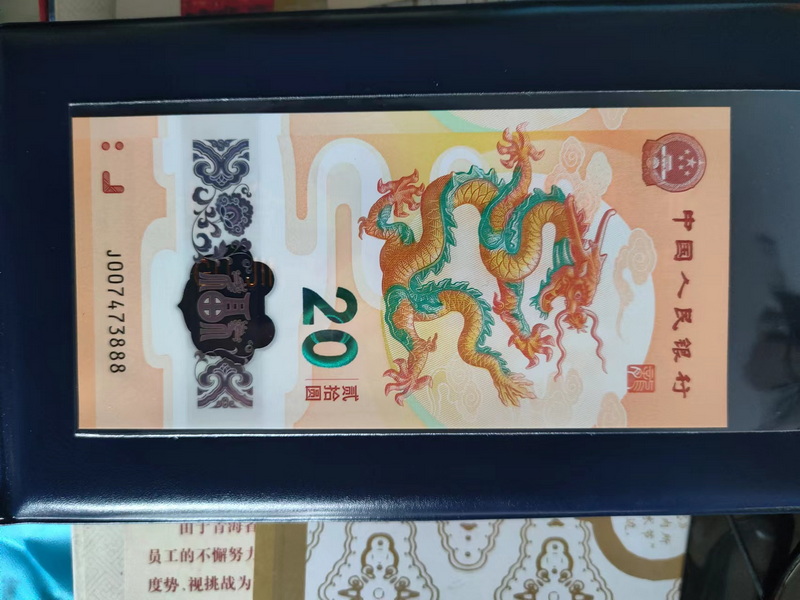 中国人民银行
20
贰拾圆
J007473888
由于青海省
员工的不懈努力
度势、视挑战为